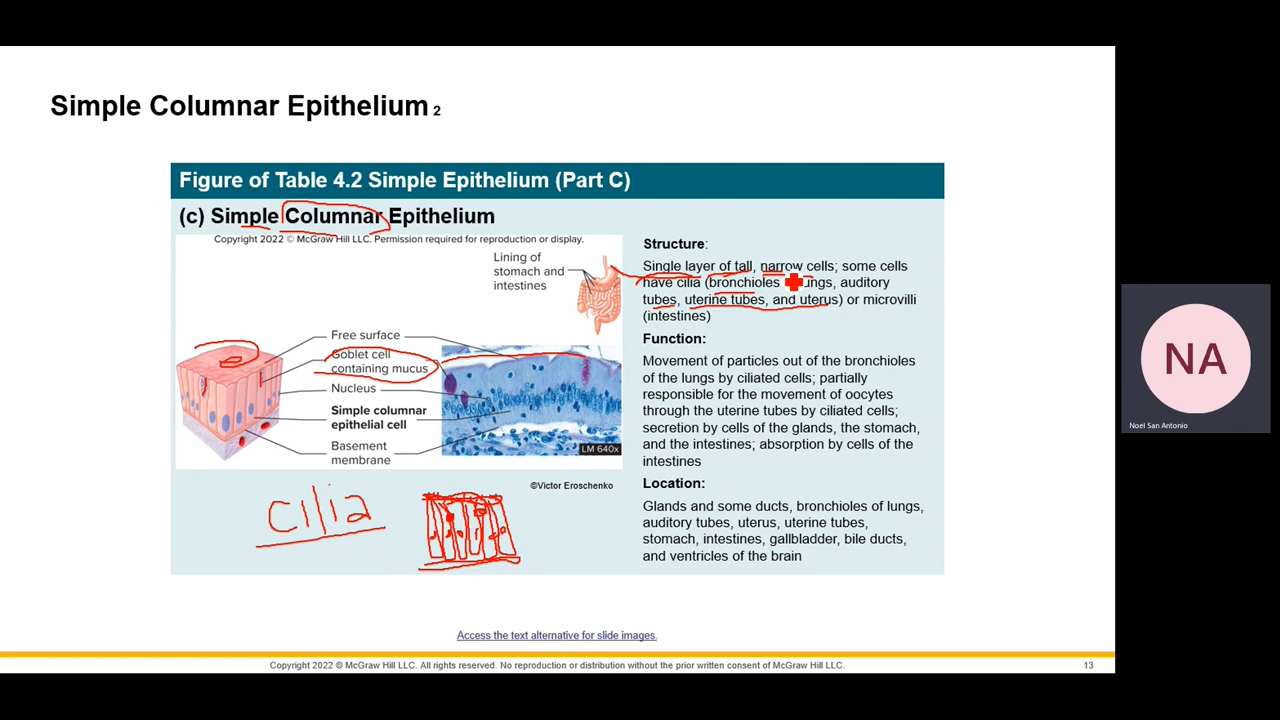 Simple Columnar Epithelium 2
Figure of Table 4.2 Simple Epithelium (Part C)
(c) Simple Columnar Epithelium
Copyright 2022 © McGraw Hill LLC. Permission required for reproduction or display.
Lining of
stomach and
intestines
Free surface
Goblet cell
containing mucus
Nucleus
Simple columnar
epithelial cell
Basement
membrane
LM 640x
©Victor Eroschenko
cilia
Structure:
Single layer of tall, narrow cells; some cells
have cilia (bronchioles lungs, auditory
tubes, uterine tubes, and uterus) or microvilli
(intestines)
Function:
Movement of particles out of the bronchioles
of the lungs by ciliated cells; partially
responsible for the movement of oocytes
through the uterine tubes by ciliated cells;
secretion by cells of the glands, the stomach,
and the intestines; absorption by cells of the
intestines
Location:
Glands and some ducts, bronchioles of lungs,
auditory tubes, uterus, uterine tubes,
stomach, intestines, gallbladder, bile ducts,
and ventricles of the brain
Access the text alternative for slide images.
Copyright 2022 © McGraw Hill LLC. All rights reserved. No reproduction or distribution without the prior written consent of McGraw Hill LLC.
13
NA
Noel San Antonio